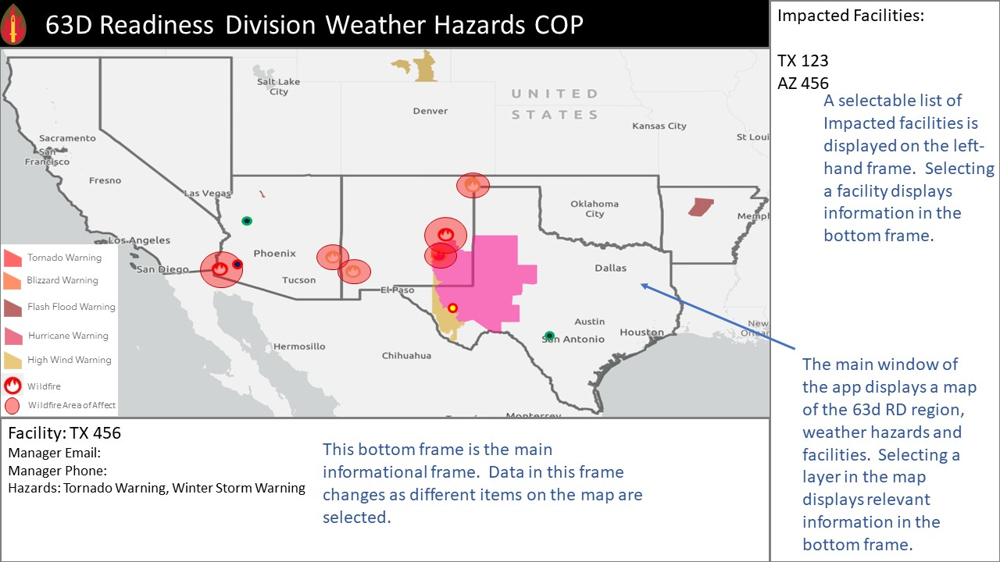 63D Readiness Division Weather Hazards COP
Impacted Facilities:
TX 123
AZ 456
A selectable list of
Impacted facilities is
displayed on the left-
hand frame.  Selecting
a facility displays
information in the
bottom frame.
Salt Lake
City
UNITED
STATES
Denver
Kansas City
St Loui
Sacramento
San
Francisco
Fresno
Las Vegas
Oklahoma
City
Memph
Los Angeles
Phoenix
San Diego
Tucson
El Paso
Dallas
Austin
Houston
San Antonio
New
Orlean
Hermosillo
Chihuahua
Monterrey
Tornado Warning
Blizzard Warning
Flash Flood Warning
Hurricane Warning
High Wind Warning
Wildfire
Wildfire Area of Affect
The main window of
the app displays a map
of the 63d RD region,
weather hazards and
facilities.  Selecting a
layer in the map
displays relevant
information in the
bottom frame.
Facility: TX 456
Manager Email:
Manager Phone:
Hazards: Tornado Warning, Winter Storm Warning
This bottom frame is the main
informational frame.  Data in this frame
changes as different items on the map are
selected.